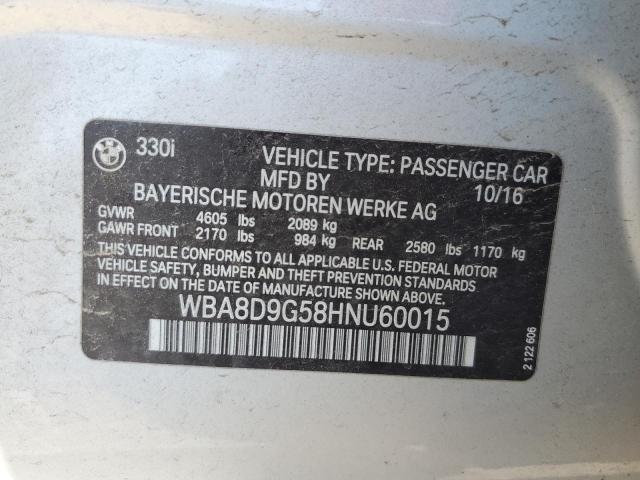 BMW
330i
VEHICLE TYPE: PASSENGER CAR
MFD BY 10/16
BAYERISCHE MOTOREN WERKE AG
GVWR 4605 lbs 2089 kg
GAWR FRONT 2170 lbs 984 kg REAR 2580 lbs 1170 kg
THIS VEHICLE CONFORMS TO ALL APPLICABLE U.S. FEDERAL MOTOR
VEHICLE SAFETY, BUMPER AND THEFT PREVENTION STANDARDS
IN EFFECT ON THE DATE OF MANUFACTURE SHOWN ABOVE.
WBA8D9G58HNU60015
2 122 606